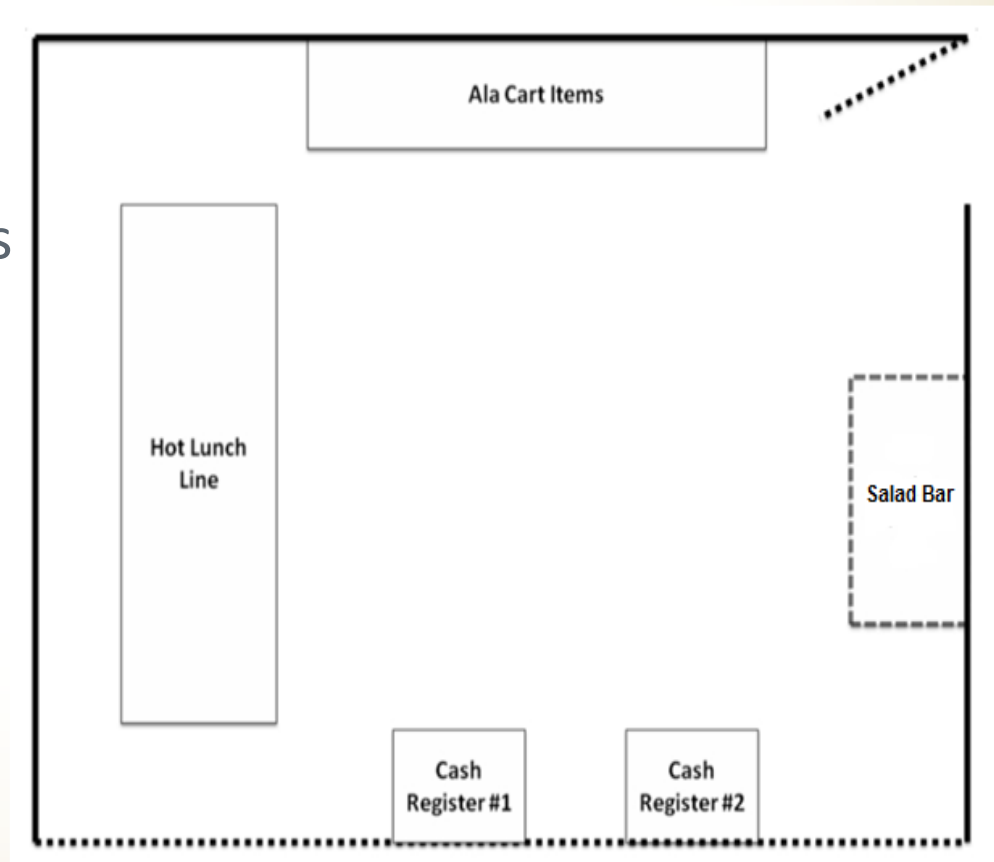 Ala Cart Items
s
Hot Lunch
Line
Salad Bar
Cash
Register #1
Cash
Register #2